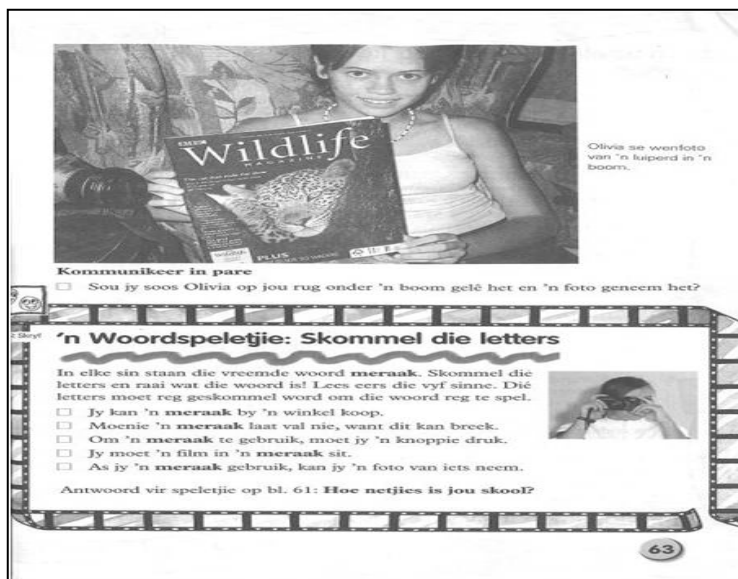 BBC
Wildlife
MAGAZINE
PLUS
Olivia se wenfoto
van 'n luiperd in 'n
boom.
Kommunikeer in pare
Sou jy soos Olivia op jou rug onder 'n boom gelê het en 'n foto geneem het?
Skryf
'n Woordspeletjie: Skommel die letters
In elke sin staan die vreemde woord meraak. Skommel die
letters en raai wat die woord is! Lees eers die vyf sinne. Dié
letters moet reg geskommel word om die woord reg te spel.
Jy kan 'n meraak by 'n winkel koop.
Moenie 'n meraak laat val nie, want dit kan breek.
Om 'n meraak te gebruik, moet jy 'n knoppie druk.
Jy moet 'n film in 'n meraak sit.
As jy 'n meraak gebruik, kan jy 'n foto van iets neem.
Antwoord vir speletjie op bl. 61: Hoe netjies is jou skool?
63